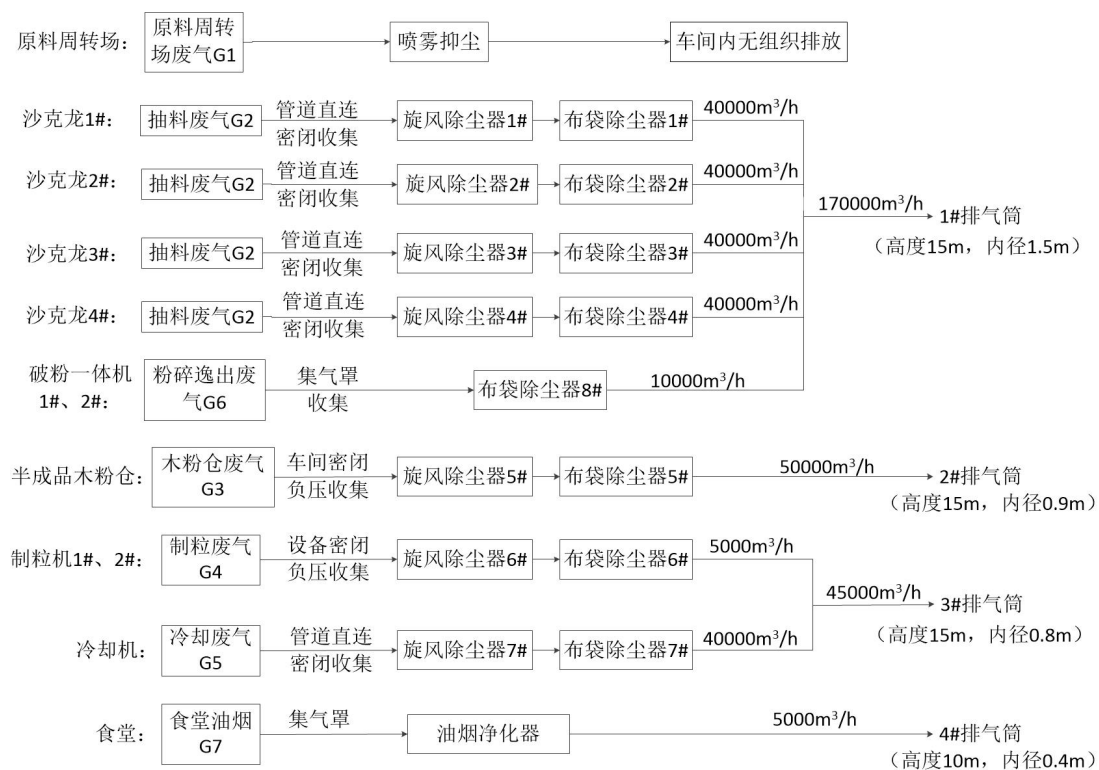 原料周转场：
原料周转
场废气G1
喷雾抑尘
车间内无组织排放
沙克龙1#：
抽料废气G2
管道直连
密闭收集
旋风除尘器1#
布袋除尘器1#
40000m³/h
沙克龙2#：
抽料废气G2
管道直连
密闭收集
旋风除尘器2#
布袋除尘器2#
40000m³/h
170000m³/h
1#排气筒
（高度15m，内径1.5m）
沙克龙3#：
抽料废气G2
管道直连
密闭收集
旋风除尘器3#
布袋除尘器3#
40000m³/h
沙克龙4#：
抽料废气G2
管道直连
密闭收集
旋风除尘器4#
布袋除尘器4#
40000m³/h
破粉一体机
1#、2#：
粉碎逸出废
气G6
集气罩
收集
布袋除尘器8#
10000m³/h
半成品木粉仓：
木粉仓废气
G3
车间密闭
负压收集
旋风除尘器5#
布袋除尘器5#
50000m³/h
2#排气筒
（高度15m，内径0.9m）
制粒机1#、2#：
制粒废气
G4
设备密闭
负压收集
旋风除尘器6#
布袋除尘器6#
5000m³/h
45000m³/h
3#排气筒
（高度15m，内径0.8m）
冷却机：
冷却废气
G5
管道直连
密闭收集
旋风除尘器7#
布袋除尘器7#
40000m³/h
食堂：
食堂油烟
G7
集气罩
油烟净化器
5000m³/h
4#排气筒
（高度10m，内径0.4m）